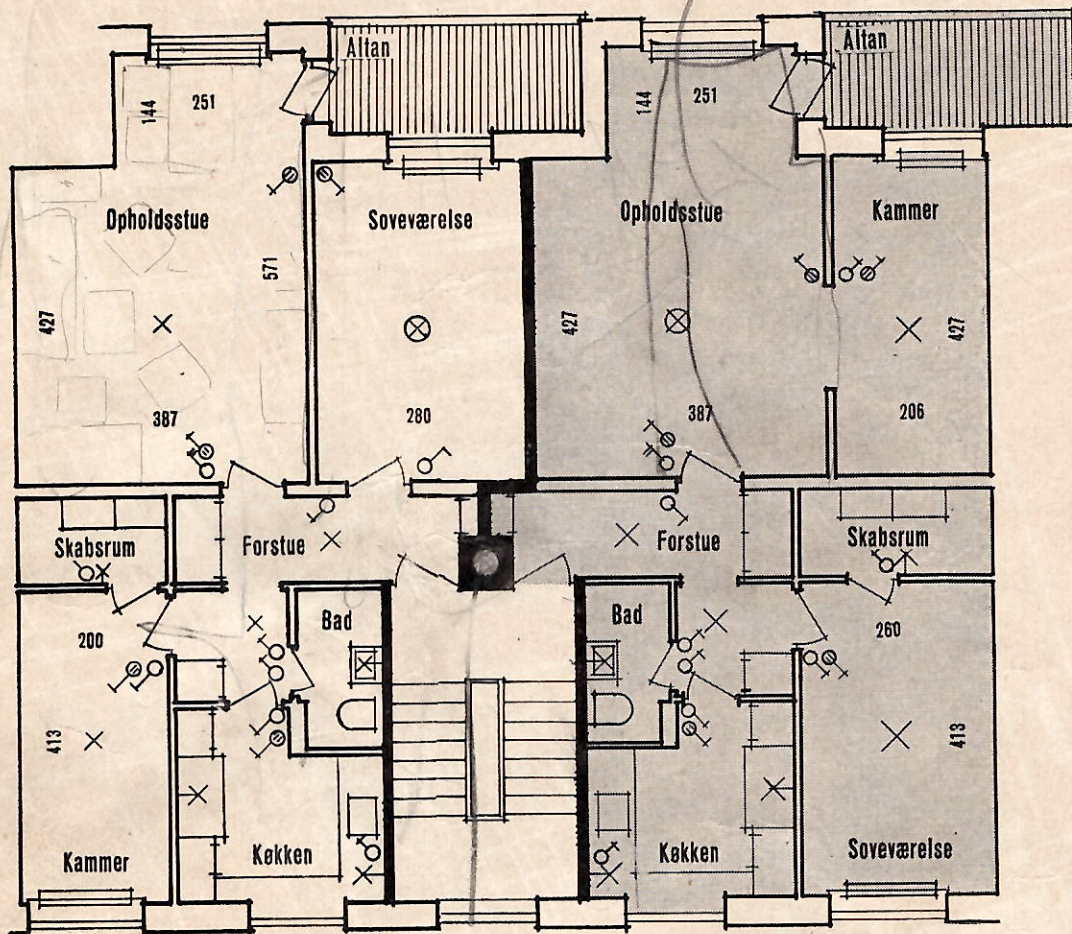 Altan
Altan
144
251
144
251
Opholdsstue
Soveværelse
Opholdsstue
Kammer
571
427
427
427
387
280
387
206
Skabsrum
Forstue
Forstue
Skabsrum
200
Bad
Bad
260
413
413
Kammer
Køkken
Køkken
Soveværelse